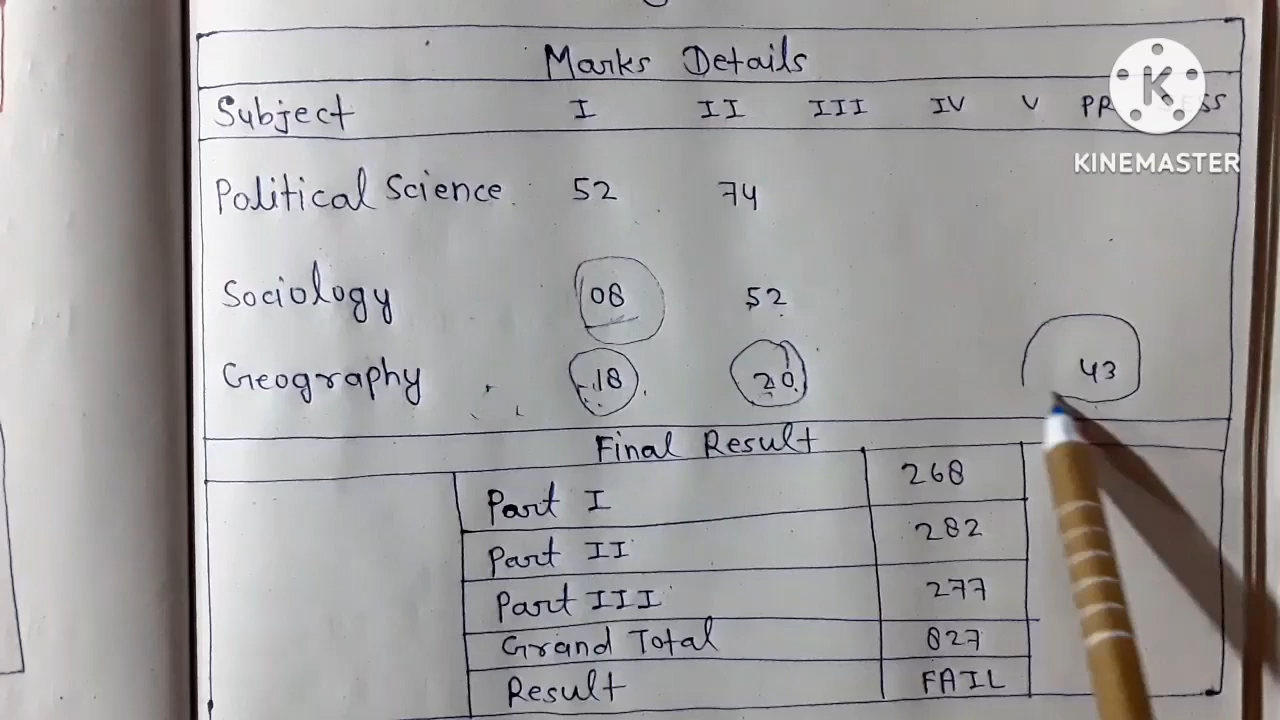 Marks Details
Subject I II III IV V
Political Science 52 74
Sociology 08 52
Geography 18 20 43
Final Result
Part I 268
Part II 282
Part III 277
Grand Total 827
Result FAIL
K
KINEMASTER